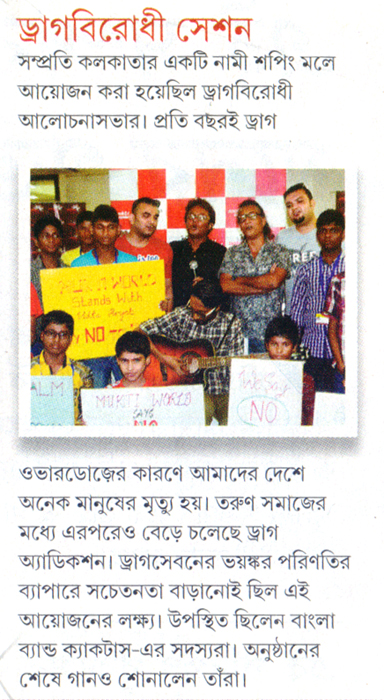 ড্রাগবিরোধী সেশন
সম্প্রতি কলকাতার একটি নামী শপিং মলে
আয়োজন করা হয়েছিল ড্রাগবিরোধী
আলোচনাসভার। প্রতি বছরই ড্রাগ
MUKTI WORLD
Stands With
NO
ALM
MUKTI WORLD
SAYS
NO
We Say
NO
ওভারডোজ়ের কারণে আমাদের দেশে
অনেক মানুষের মৃত্যু হয়। তরুণ সমাজের
মধ্যে এরপরেও বেড়ে চলেছে ড্রাগ
অ্যাডিকশন। ড্রাগসেবনের ভয়ঙ্কর পরিণতির
ব্যাপারে সচেতনতা বাড়ানোই ছিল এই
আয়োজনের লক্ষ্য। উপস্থিত ছিলেন বাংলা
ব্যান্ড ক্যাকটাস-এর সদস্যরা। অনুষ্ঠানের
শেষে গানও শোনালেন তাঁরা।